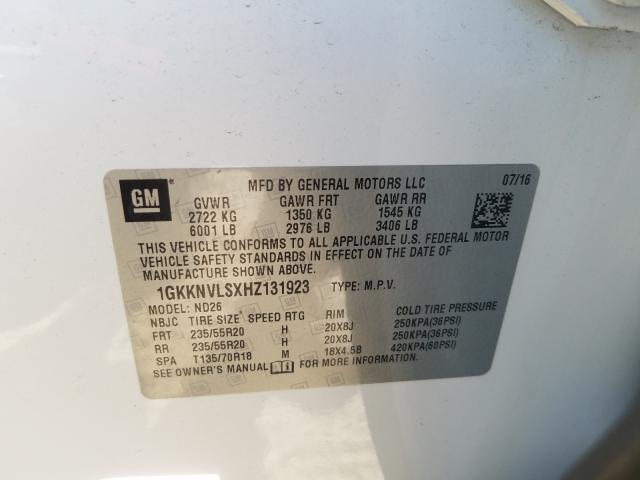 GM MFD BY GENERAL MOTORS LLC 07/16
GVWR GAWR FRT GAWR RR
2722 KG 1350 KG 1545 KG
6001 LB 2976 LB 3406 LB
THIS VEHICLE CONFORMS TO ALL APPLICABLE U.S. FEDERAL MOTOR
VEHICLE SAFETY STANDARDS IN EFFECT ON THE DATE OF
MANUFACTURE SHOWN ABOVE.
1GKKNVLSXHZ131923 TYPE: M.P.V.
MODEL: ND26
NBJC TIRE SIZE SPEED RTG RIM COLD TIRE PRESSURE
FRT 235/55R20 H 20X8J 250KPA(36PSI)
RR 235/55R20 H 20X8J 250KPA(36PSI)
SPA T135/70R18 M 18X4.5B 420KPA(60PSI)
SEE OWNER'S MANUAL FOR MORE INFORMATION.